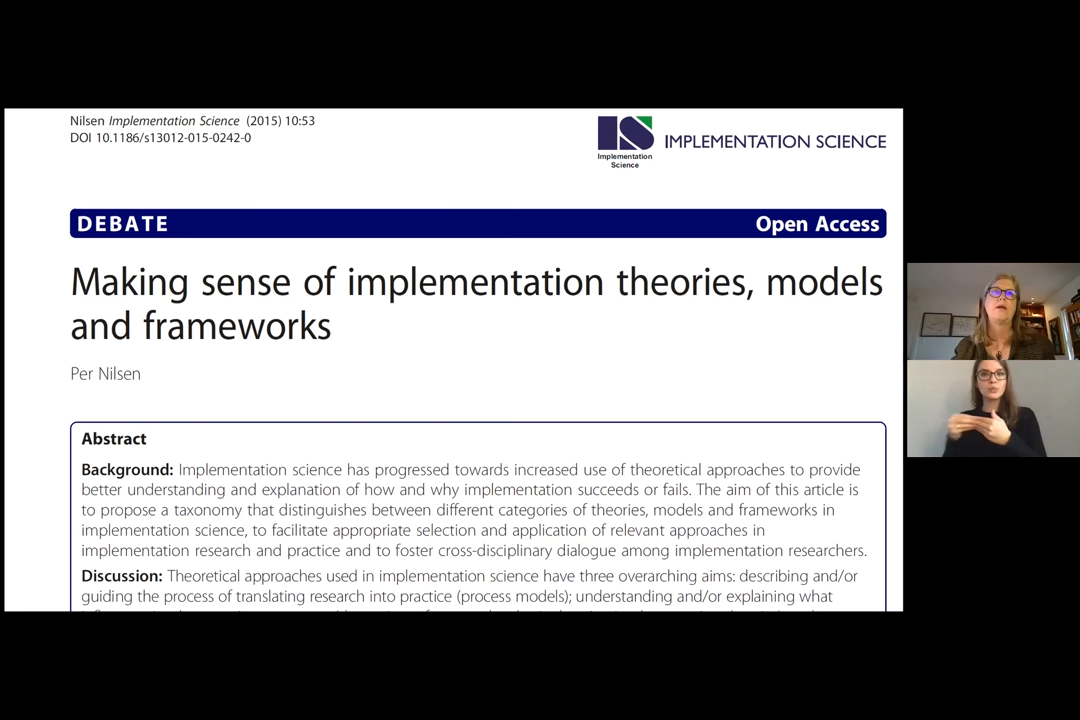 Nilsen Implementation Science (2015) 10:53
DOI 10.1186/s13012-015-0242-0
Implementation
Science
IMPLEMENTATION SCIENCE
DEBATE
Open Access
Making sense of implementation theories, models
and frameworks
Per Nilsen
Abstract
Background: Implementation science has progressed towards increased use of theoretical approaches to provide
better understanding and explanation of how and why implementation succeeds or fails. The aim of this article is
to propose a taxonomy that distinguishes between different categories of theories, models and frameworks in
implementation science, to facilitate appropriate selection and application of relevant approaches in
implementation research and practice and to foster cross-disciplinary dialogue among implementation researchers.
Discussion: Theoretical approaches used in implementation science have three overarching aims: describing and/or
guiding the process of translating research into practice (process models); understanding and/or explaining what